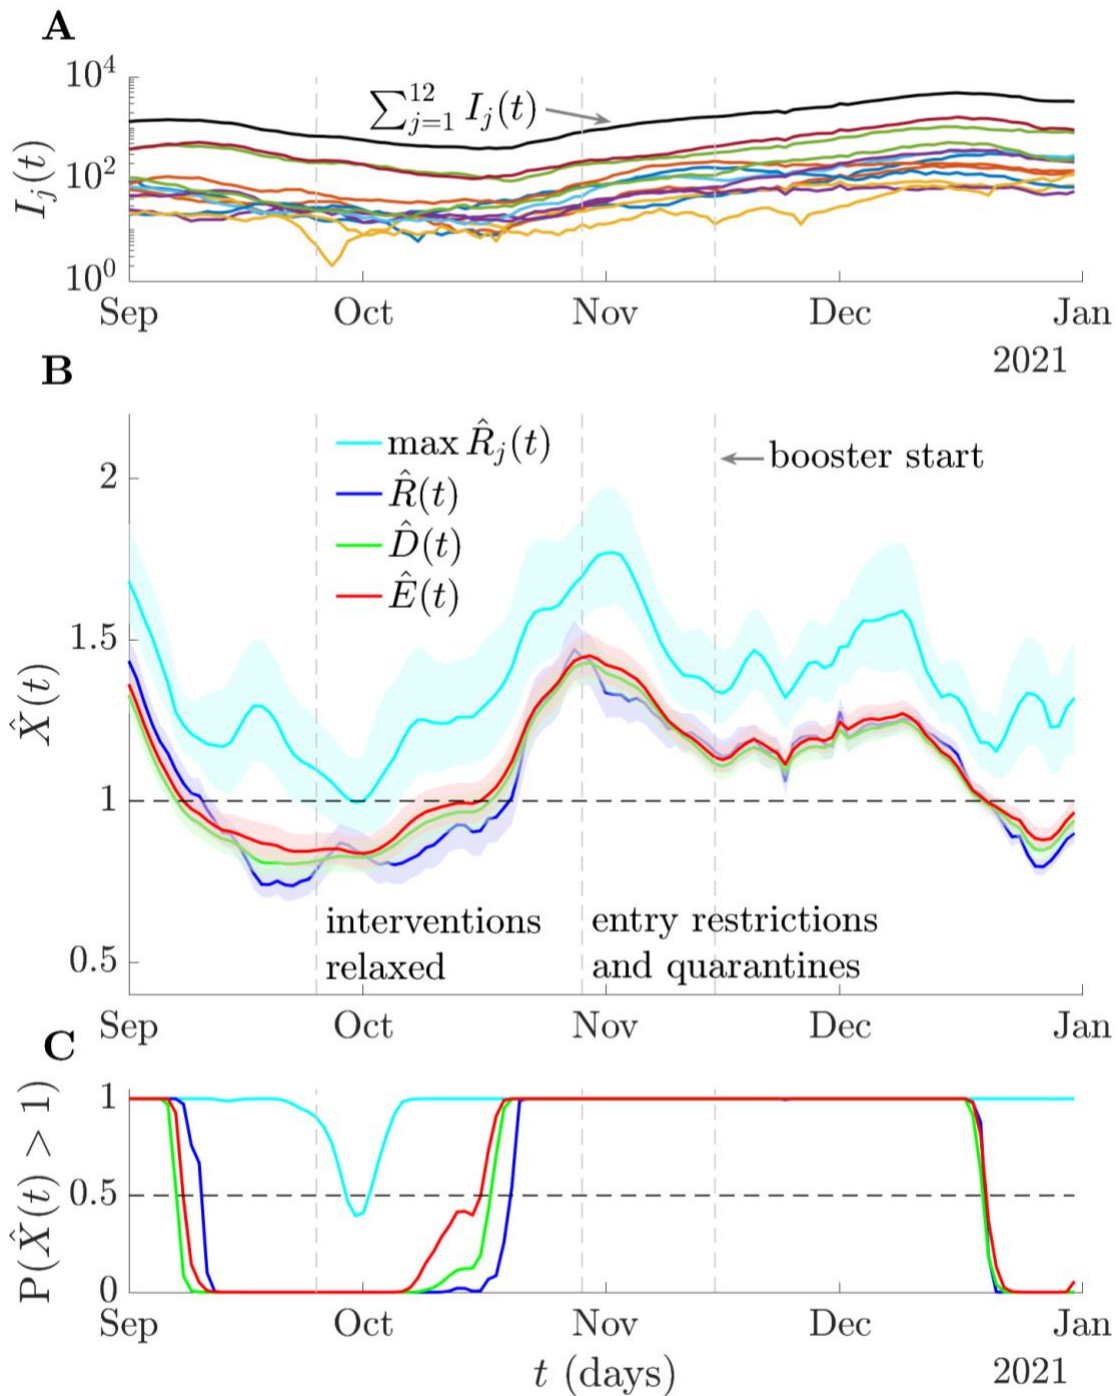 A
10^4
∑_{j=1}^{12} I_j(t)
10^2
I_j(t)
10^0
Sep Oct Nov Dec Jan
2021
B
max R̂_j(t)
R̂(t)
D̂(t)
Ê(t)
booster start
2
1.5
X̂(t)
1
interventions
relaxed
entry restrictions
and quarantines
0.5
Sep Oct Nov Dec Jan
C
1
P(X̂(t) > 1)
0.5
0
Sep Oct Nov Dec Jan
t (days)
2021